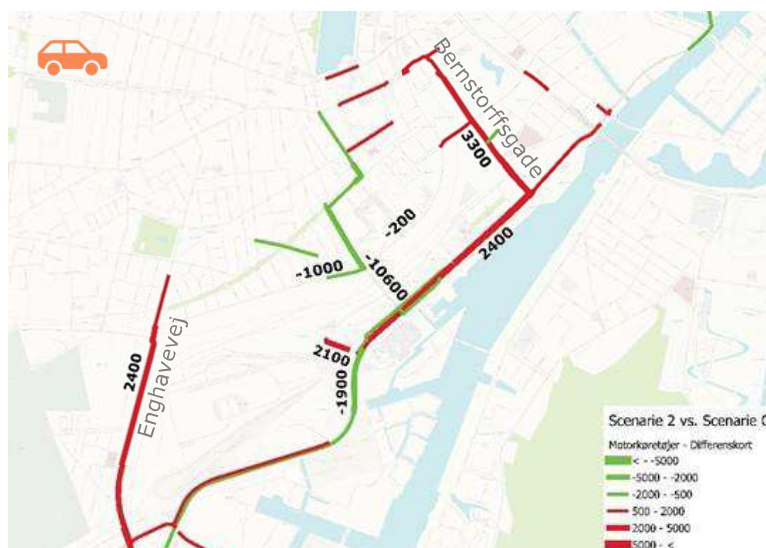 Bernstorffsgade
3300
-200
2400
-1000
-10600
2100
-1900
2400
Enghavevej
Scenarie 2 vs. Scenarie 0
Motorkøretøjer - Differenskort
< - -5000
-5000 - -2000
-2000 - -500
500 - 2000
2000 - 5000
5000 - <